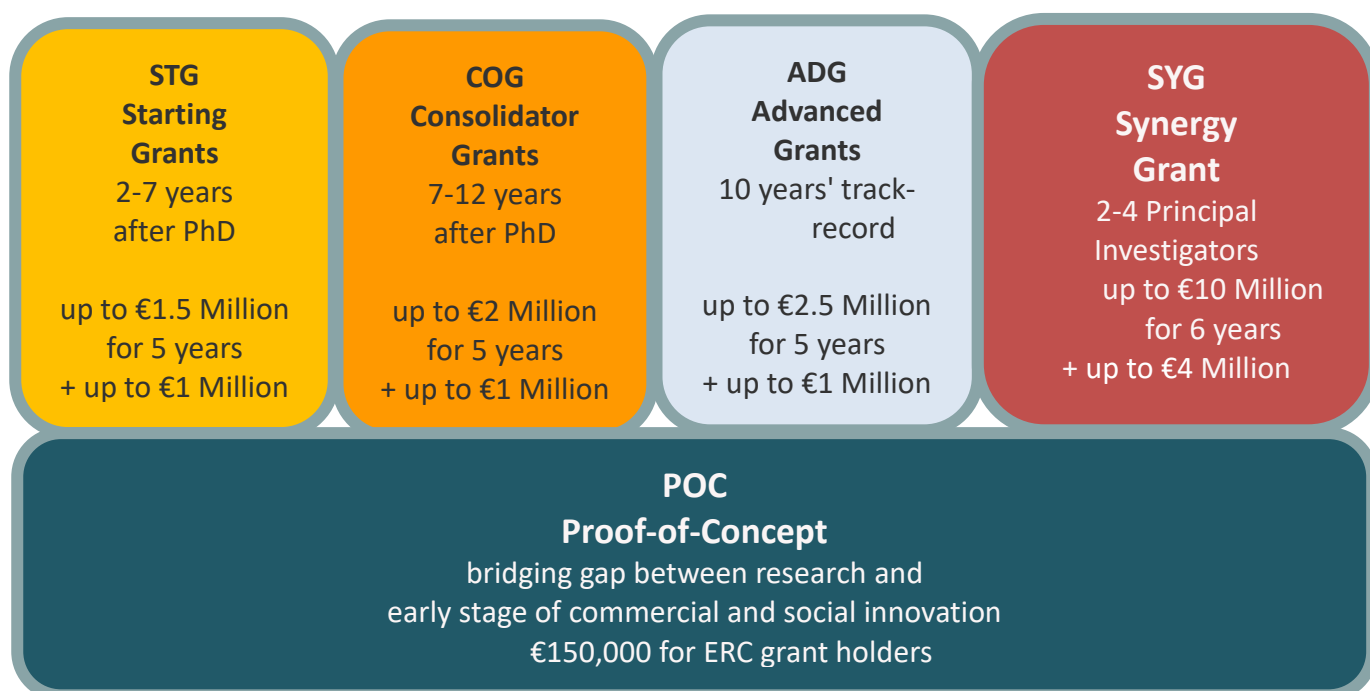 STG
Starting
Grants
2-7 years
after PhD
up to €1.5 Million
for 5 years
+ up to €1 Million
COG
Consolidator
Grants
7-12 years
after PhD
up to €2 Million
for 5 years
+ up to €1 Million
ADG
Advanced
Grants
10 years' track-
record
up to €2.5 Million
for 5 years
+ up to €1 Million
SYG
Synergy
Grant
2-4 Principal
Investigators
up to €10 Million
for 6 years
+ up to €4 Million
POC
Proof-of-Concept
bridging gap between research and
early stage of commercial and social innovation
€150,000 for ERC grant holders